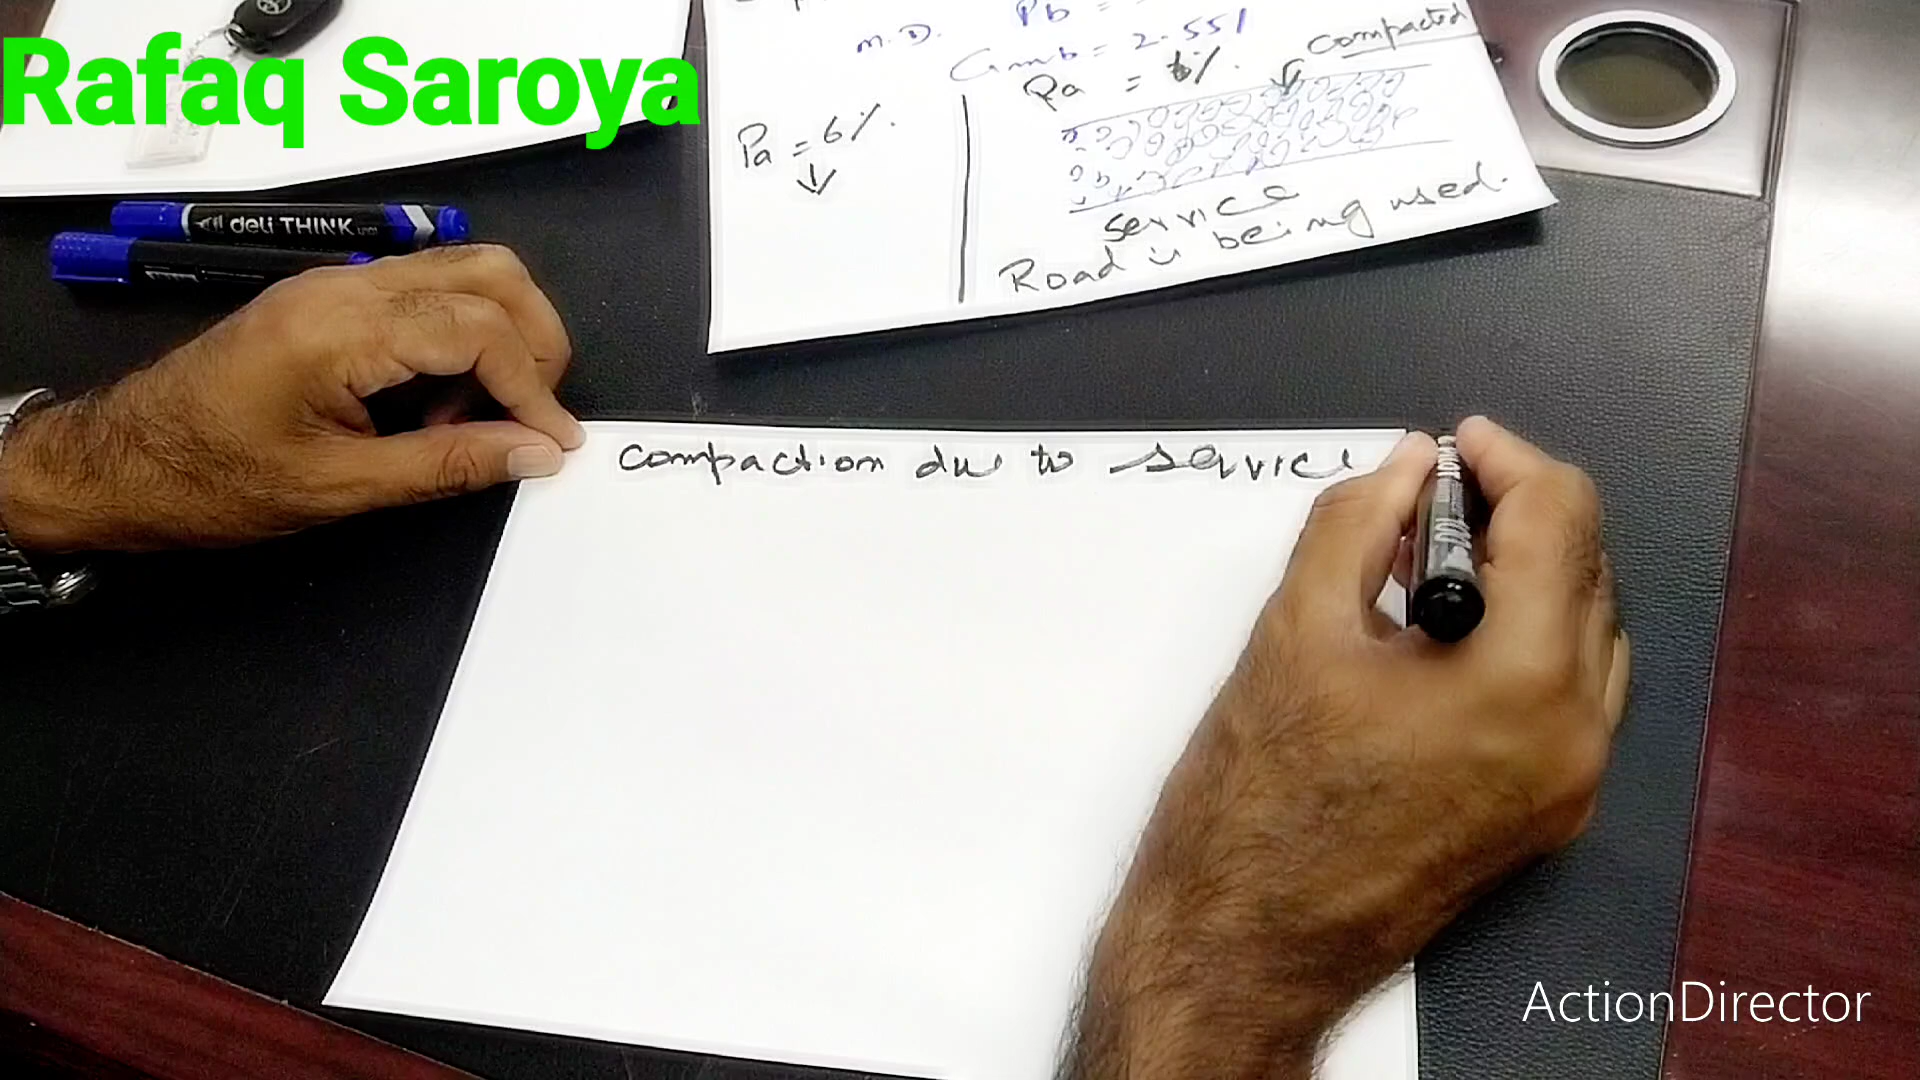 Rafaq Saroya
deli THINK
Pb =
M.D.
Gmb = 2.551
Compacted
Pa = 6%.
Pa = 6%.
service
Road is being used.
Compaction due to service
ActionDirector